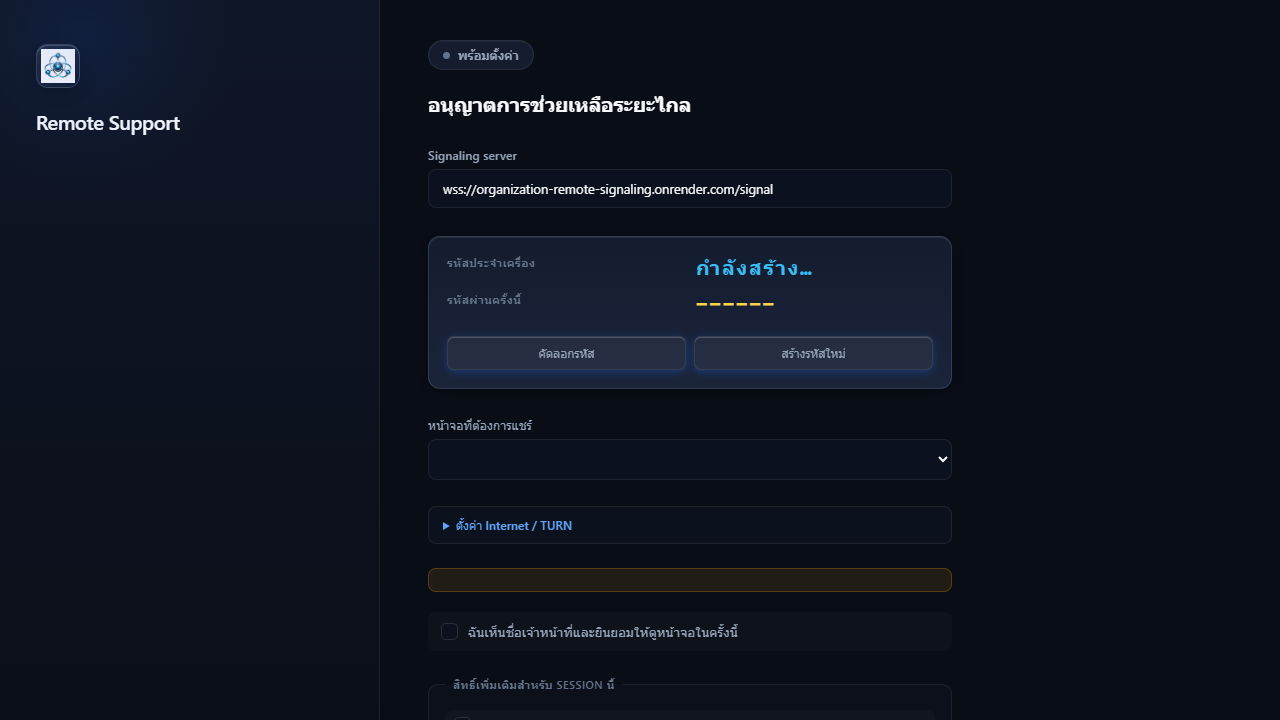 Remote Support
พร้อมตั้งค่า
อนุญาตการช่วยเหลือระยะไกล
Signaling server
wss://organization-remote-signaling.onrender.com/signal
รหัสประจำเครื่อง
กำลังสร้าง…
รหัสผ่านครั้งนี้
––––––
คัดลอกรหัส
สร้างรหัสใหม่
หน้าจอที่ต้องการแชร์
ตั้งค่า Internet / TURN
ฉันเห็นชื่อเจ้าหน้าที่และยินยอมให้ดูหน้าจอในครั้งนี้
สิทธิ์เพิ่มเติมสำหรับ SESSION นี้